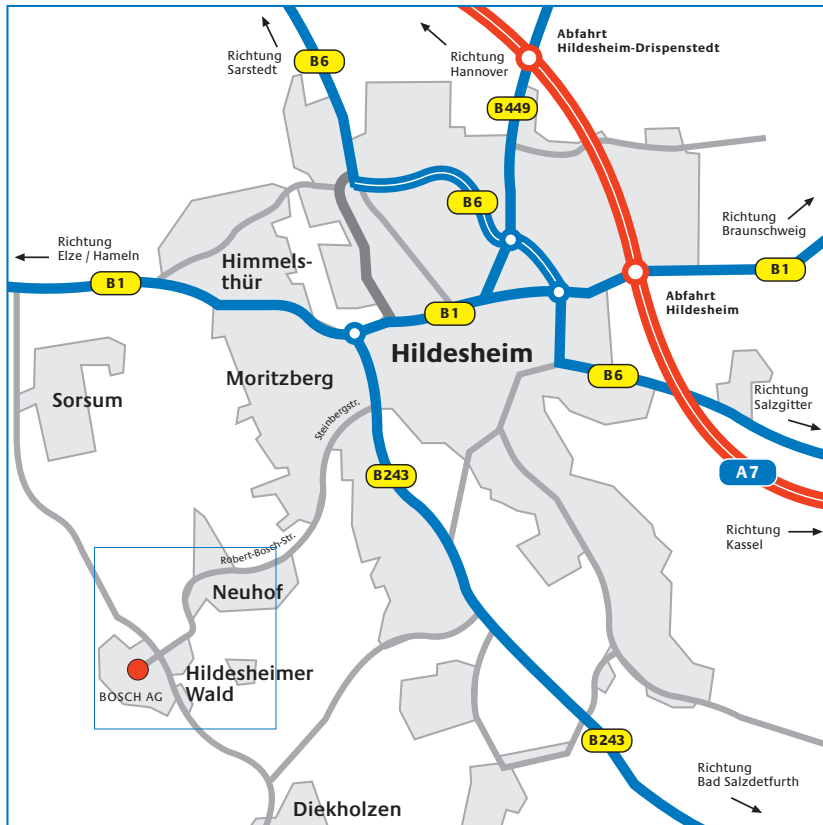 Abfahrt
Hildesheim-Drispenstedt
Richtung
Sarstedt
Richtung
Hannover
B6
B449
B6
Richtung
Braunschweig
Richtung
Elze / Hameln
Himmels-
thür
B1
B1
B1
Abfahrt
Hildesheim
Hildesheim
Moritzberg
B6
Sorsum
Richtung
Salzgitter
Steinbergstr.
B243
A7
Richtung
Kassel
Robert-Bosch-Str.
Neuhof
Hildesheimer
Wald
BOSCH AG
B243
Richtung
Bad Salzdetfurth
Diekholzen